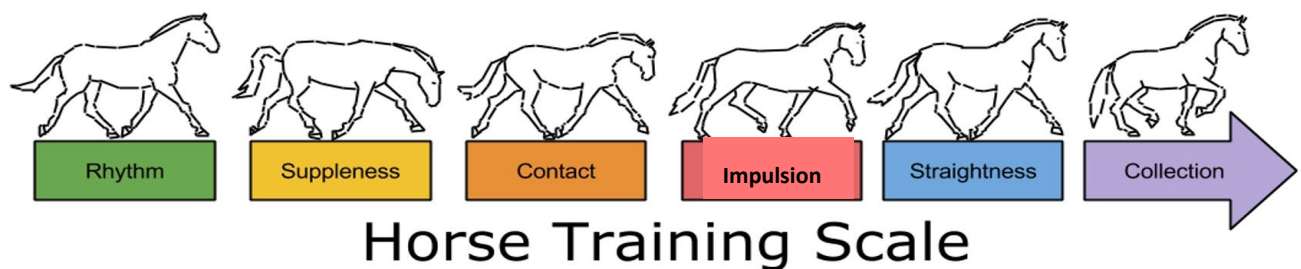 Rhythm Suppleness Contact Impulsion Straightness Collection
Horse Training Scale